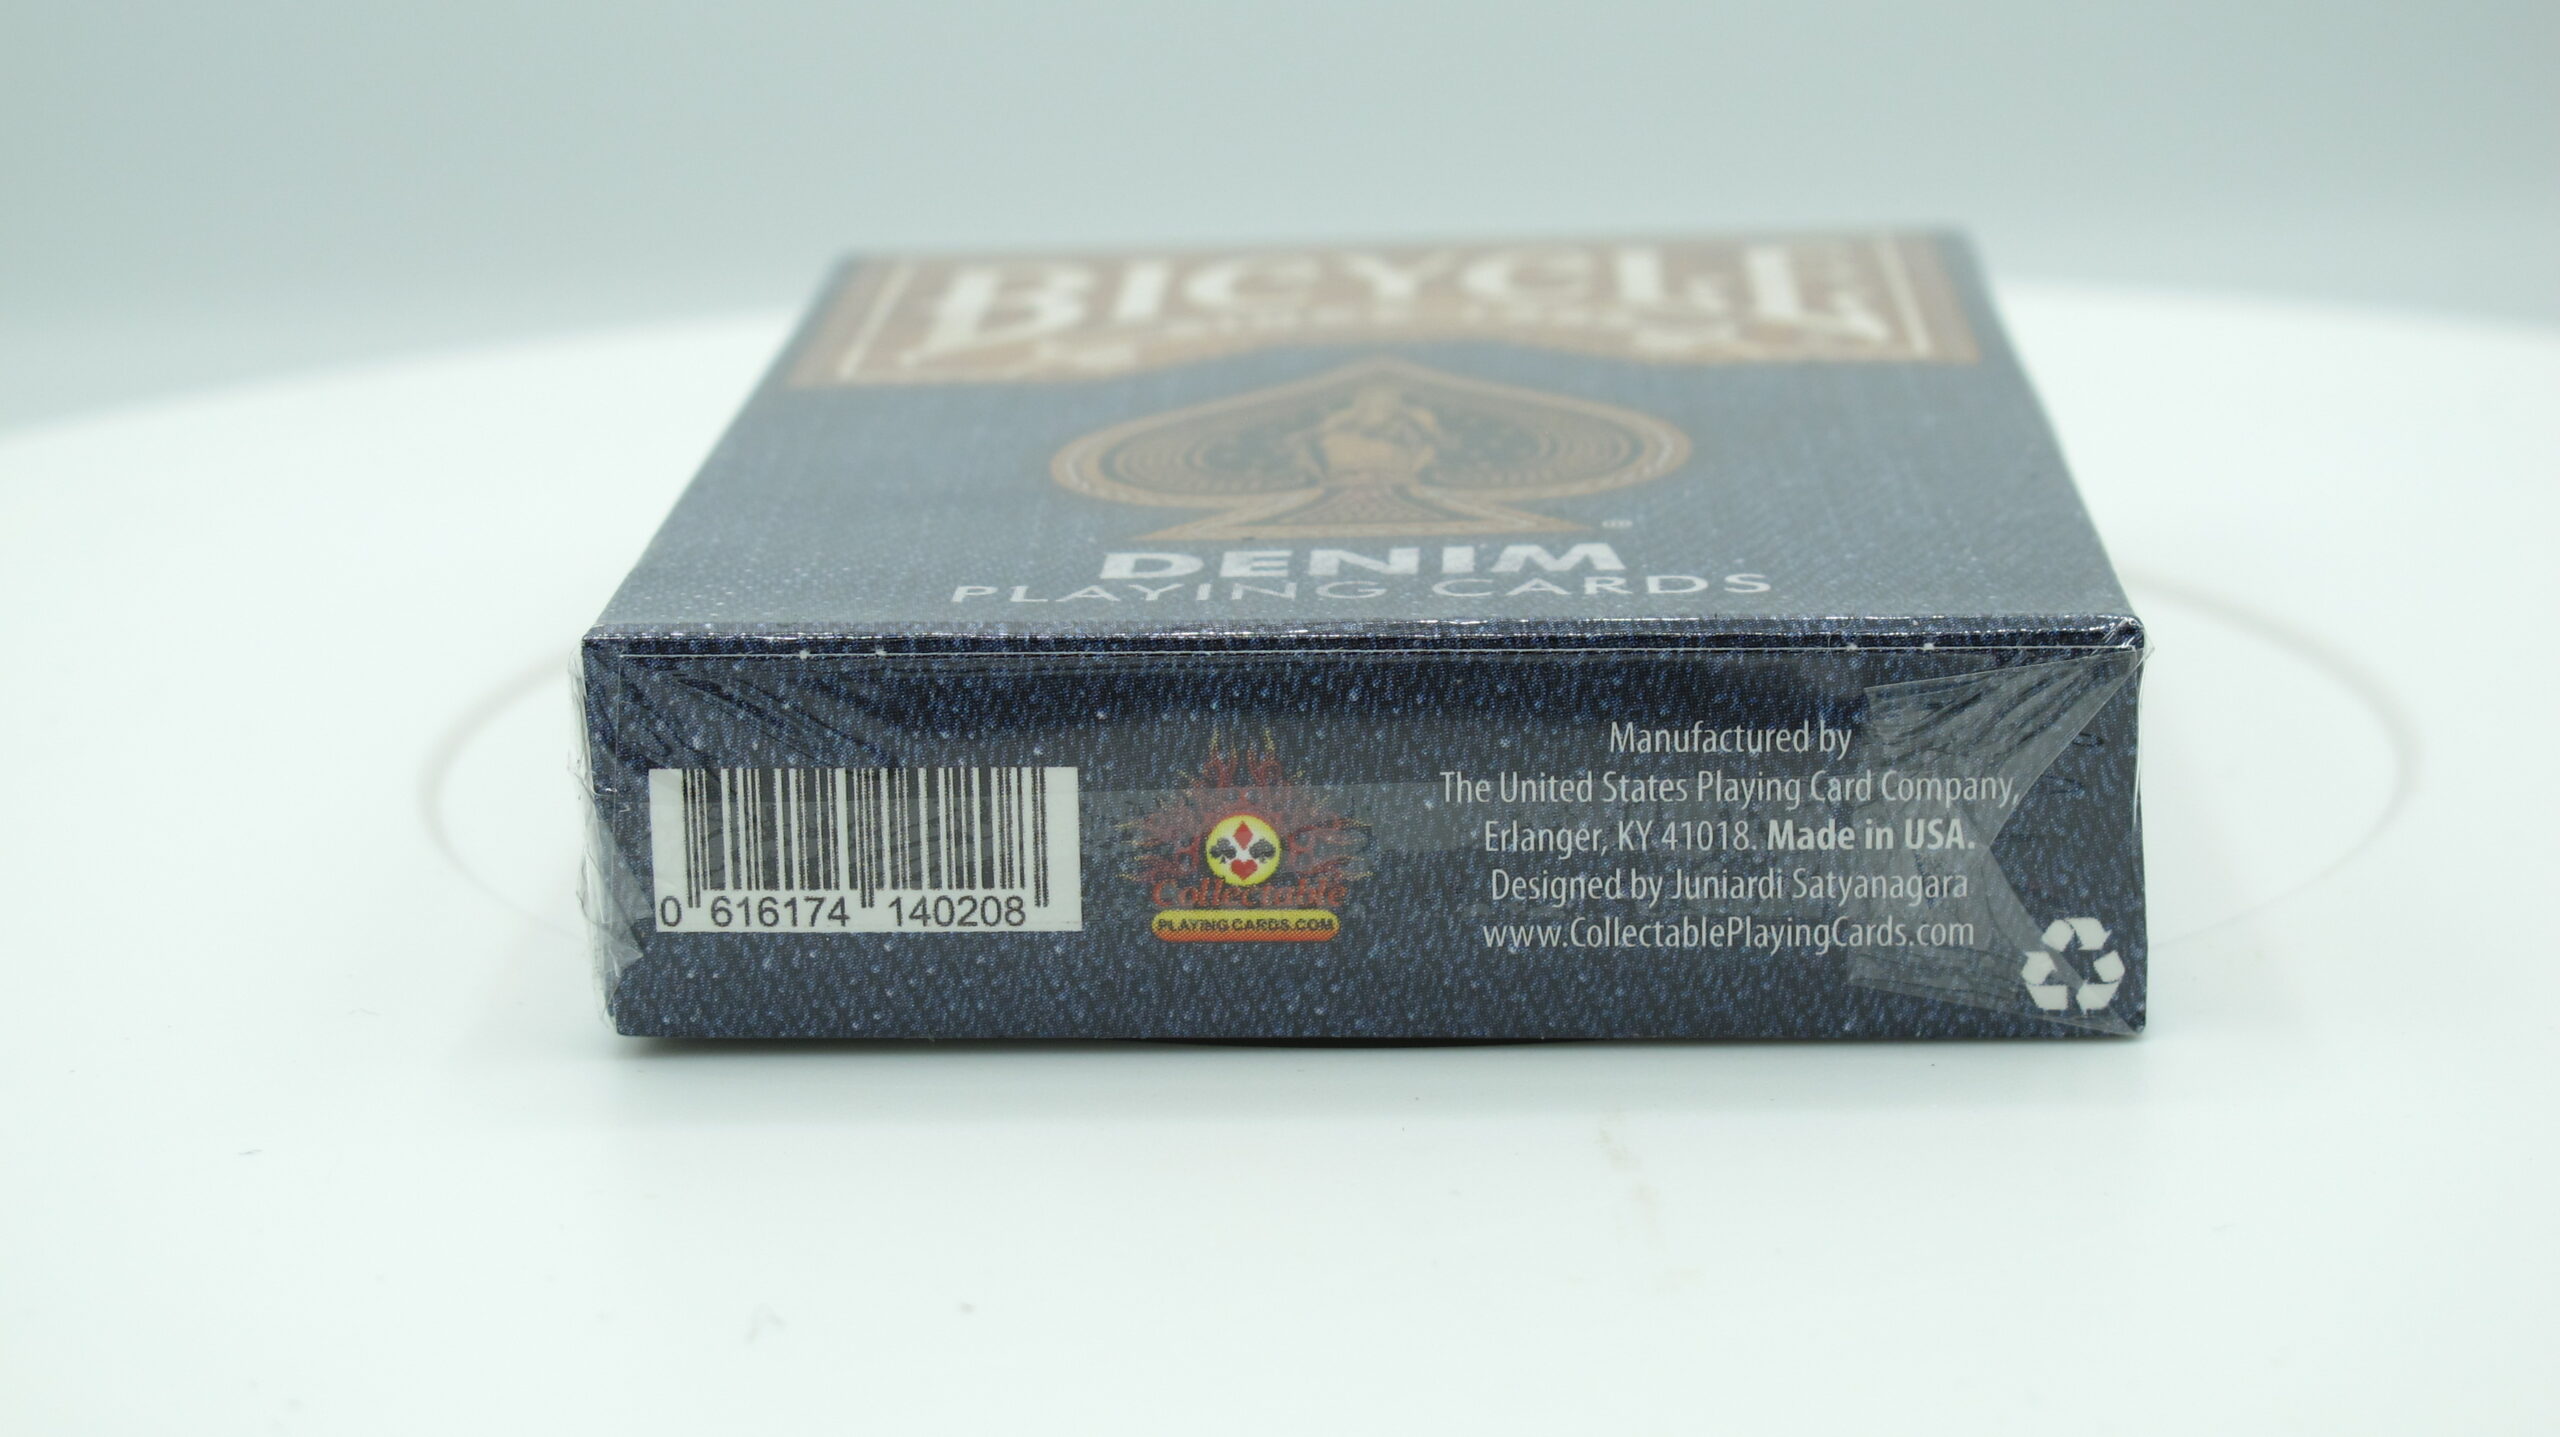 BICYCLE
DENIM
PLAYING CARDS
0 616174 140208
Collectable
PLAYINGCARDS.COM
Manufactured by
The United States Playing Card Company,
Erlanger, KY 41018. Made in USA.
Designed by Juniardi Satyanagara
www.CollectablePlayingCards.com